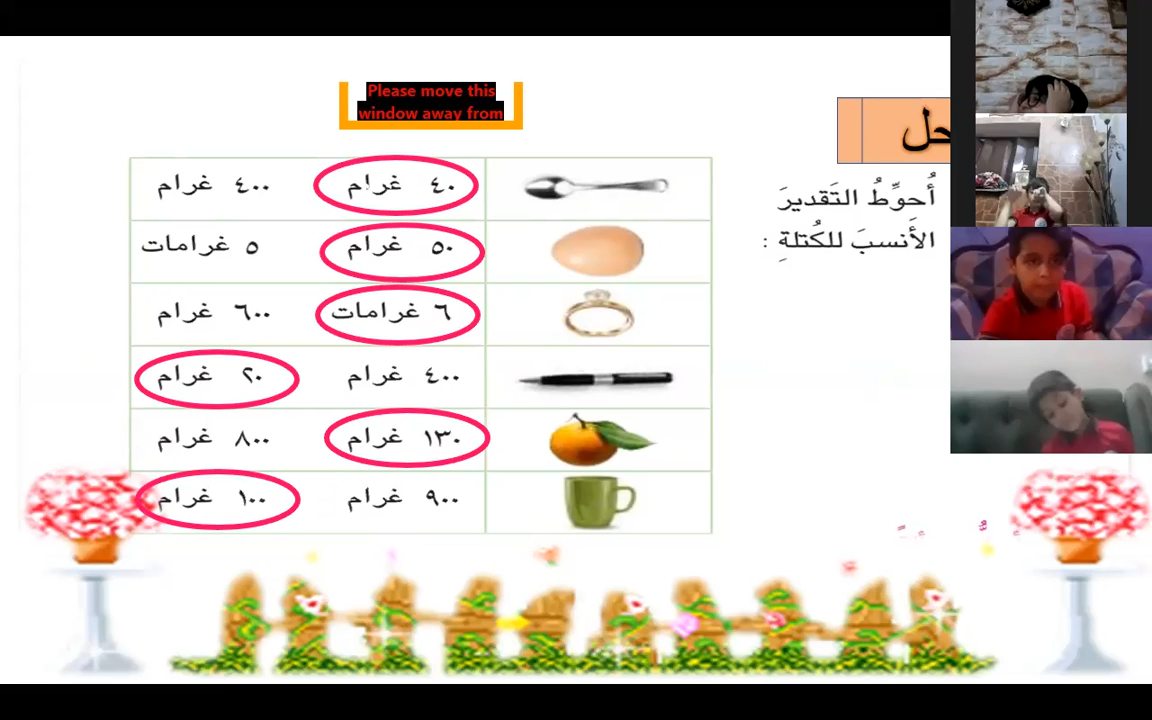 Please move this
window away from
حل
أُحوِّطُ التَقديرَ
الأَنسبَ للكُتلةِ :
٤٠ غرام ٤٠٠ غرام
٥٠ غرام ٥ غرامات
٦ غرامات ٦٠٠ غرام
٤٠٠ غرام ٢٠ غرام
١٣٠ غرام ٨٠٠ غرام
٩٠٠ غرام ١٠٠ غرام